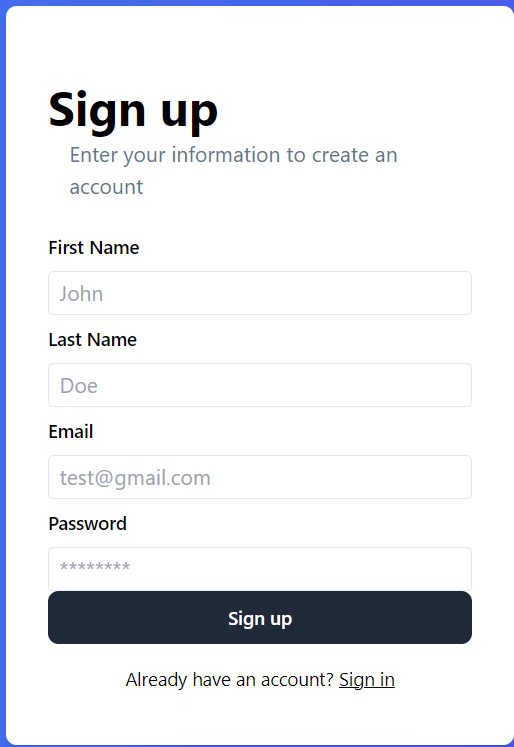 Sign up
Enter your information to create an
account
First Name
John
Last Name
Doe
Email
test@gmail.com
Password
********
Sign up
Already have an account? Sign in